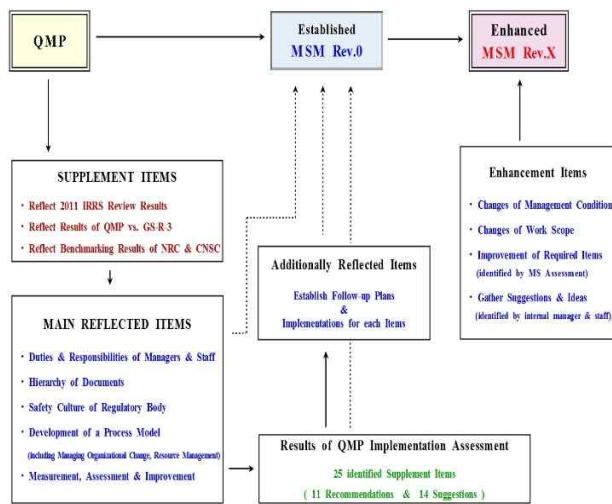 QMP
Established
MSM Rev.0
Enhanced
MSM Rev.X
SUPPLEMENT ITEMS
· Reflect 2011 IRRS Review Results
· Reflect Results of QMP vs. GS-R-3
· Reflect Benchmarking Results of NRC & CNSC
MAIN REFLECTED ITEMS
· Duties & Responsibilities of Managers & Staff
· Hierarchy of Documents
· Safety Culture of Regulatory Body
· Development of a Process Model
(including Managing Organizational Change, Resource Management)
· Measurement, Assessment & Improvement
Additionally Reflected Items
Establish Follow-up Plans
&
Implementations for each Items
Results of QMP Implementation Assessment
25 identified Supplement Items
( 11 Recommendations & 14 Suggestions )
Enhancement Items
· Changes of Management Condition
· Changes of Work Scope
· Improvement of Required Items
(identified by MS Assessment)
· Gather Suggestions & Ideas
(identified by internal manager & staff)